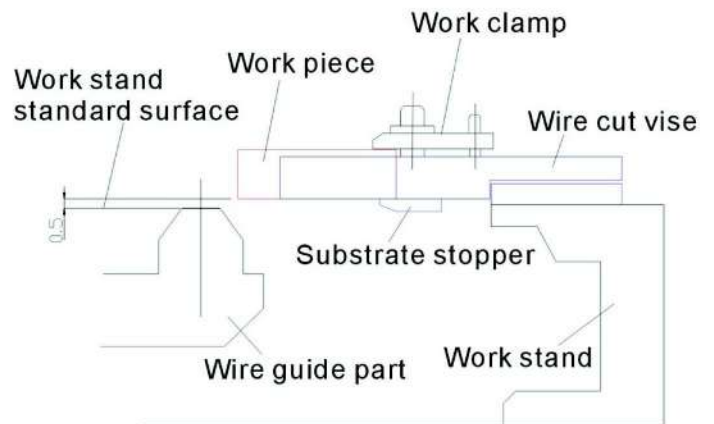 Work clamp
Work piece
Work stand
standard surface
Wire cut vise
0.5
Substrate stopper
Work stand
Wire guide part